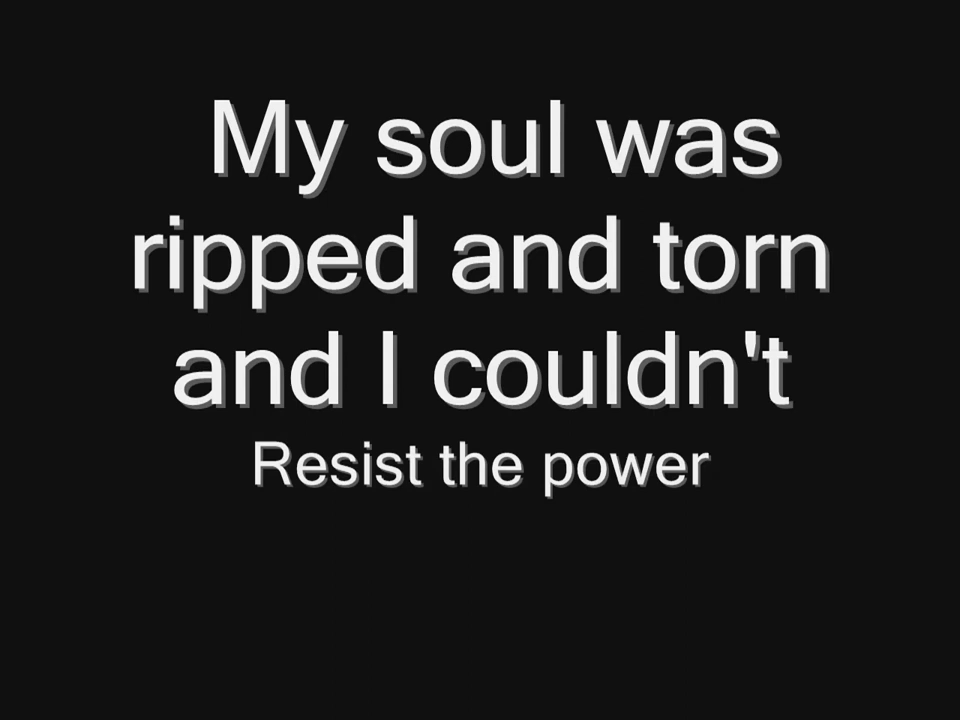 My soul was
ripped and torn
and I couldn't
Resist the power